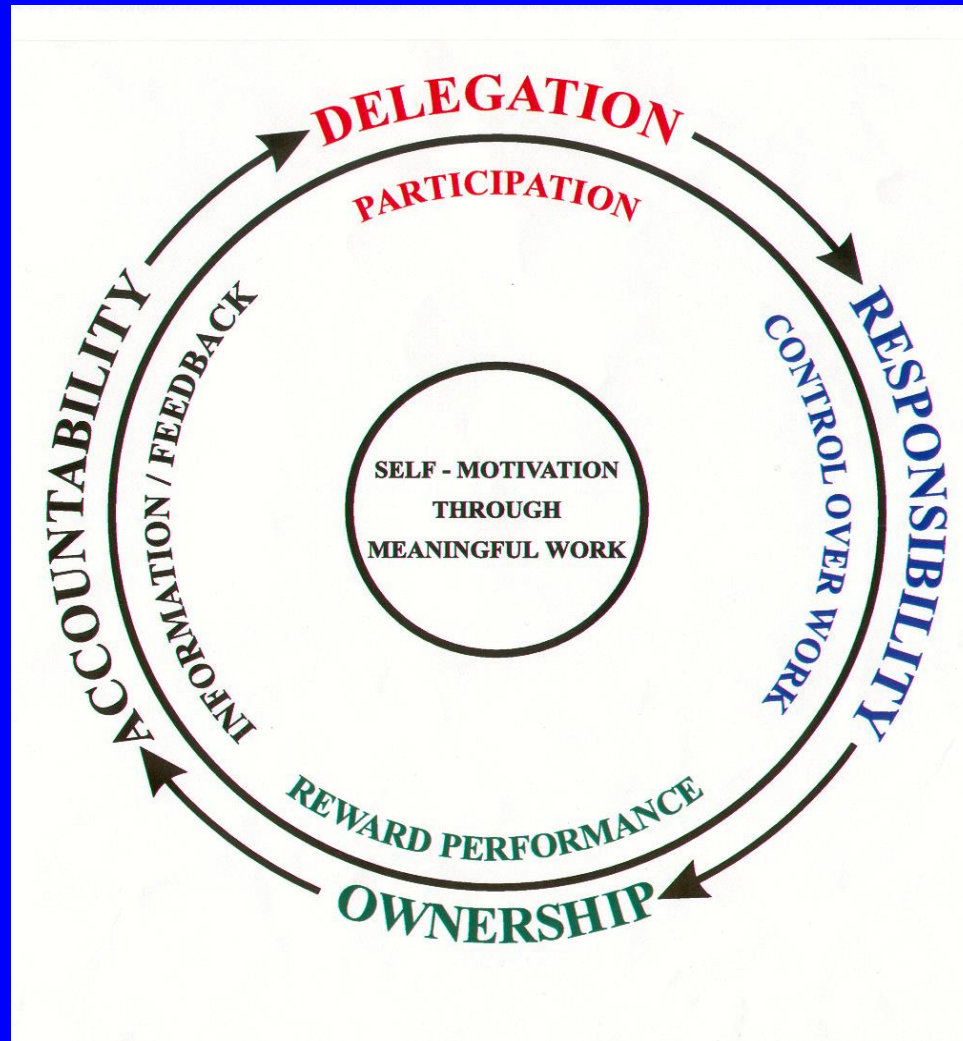 DELEGATION
PARTICIPATION
RESPONSIBILITY
CONTROL OVER WORK
OWNERSHIP
REWARD PERFORMANCE
ACCOUNTABILITY
INFORMATION / FEEDBACK
SELF - MOTIVATION
THROUGH
MEANINGFUL WORK